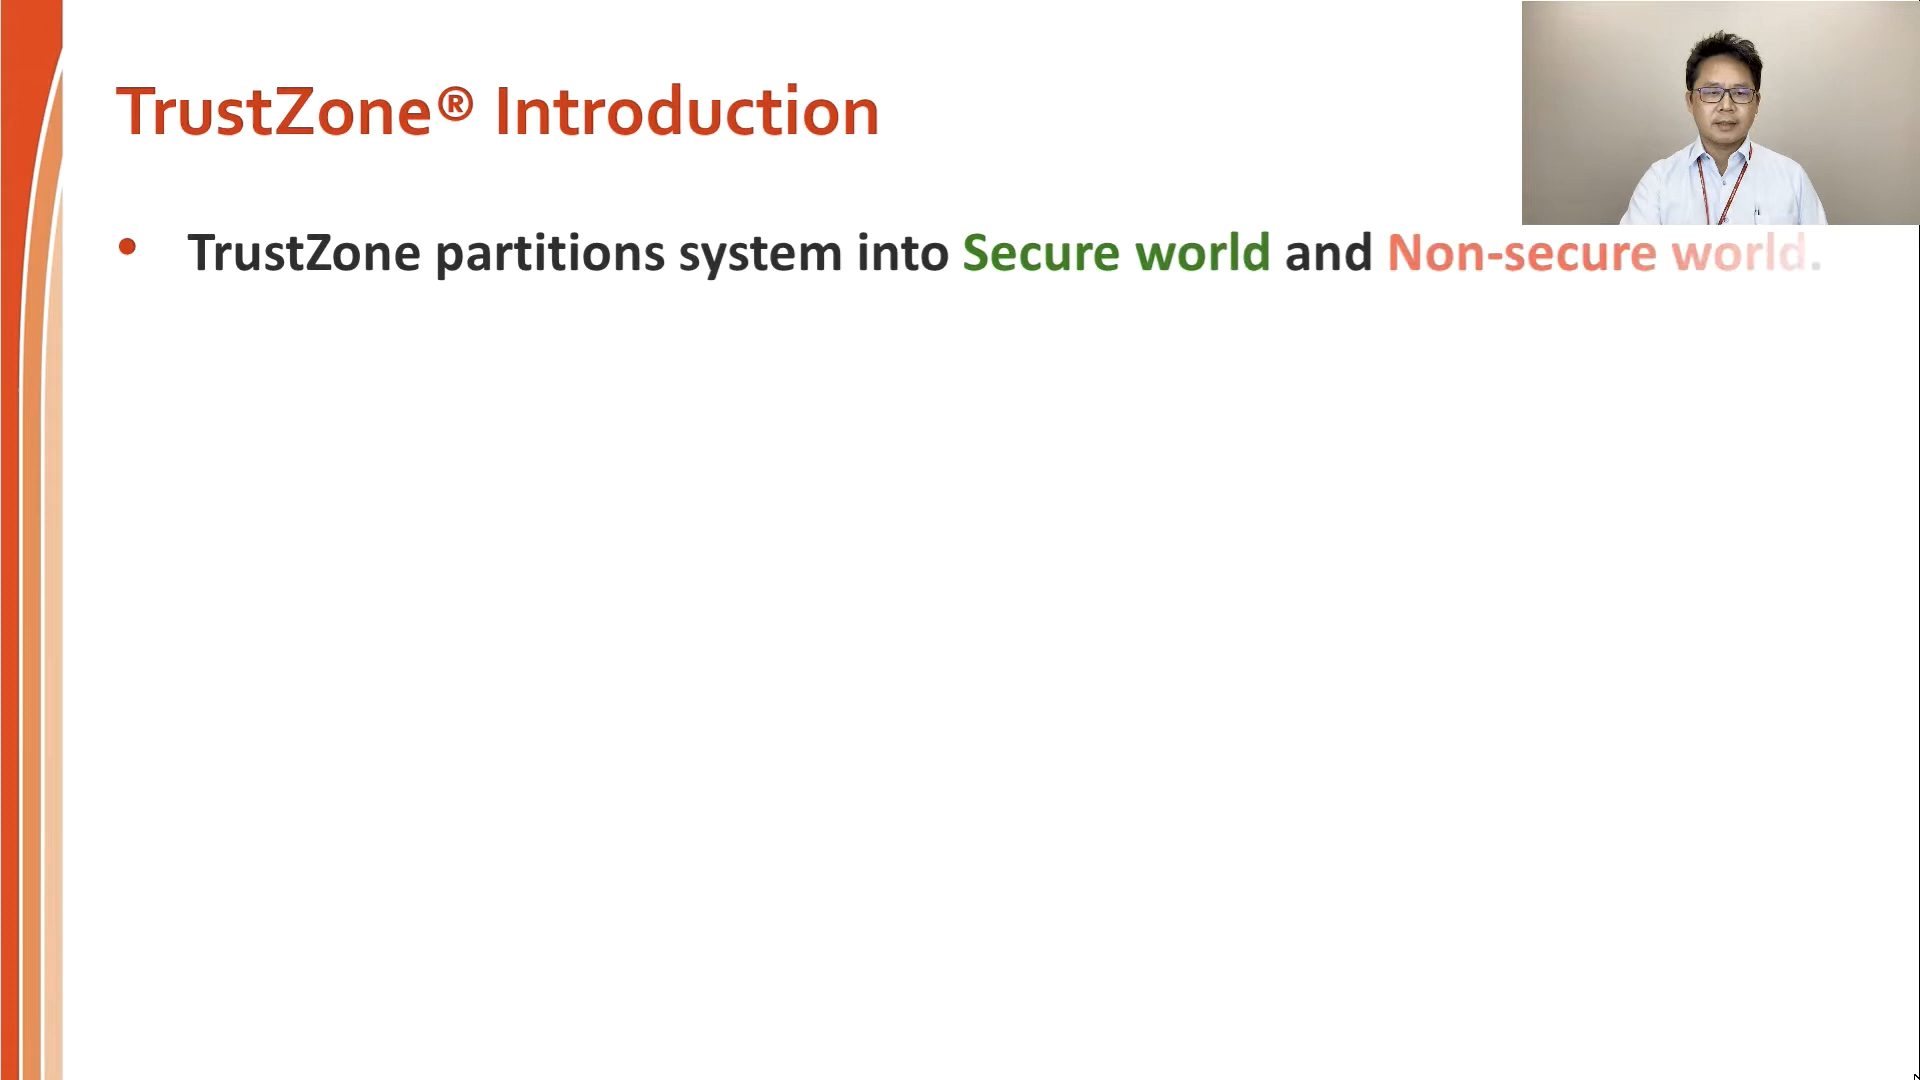 TrustZone® Introduction
• TrustZone partitions system into Secure world and Non-secure world.